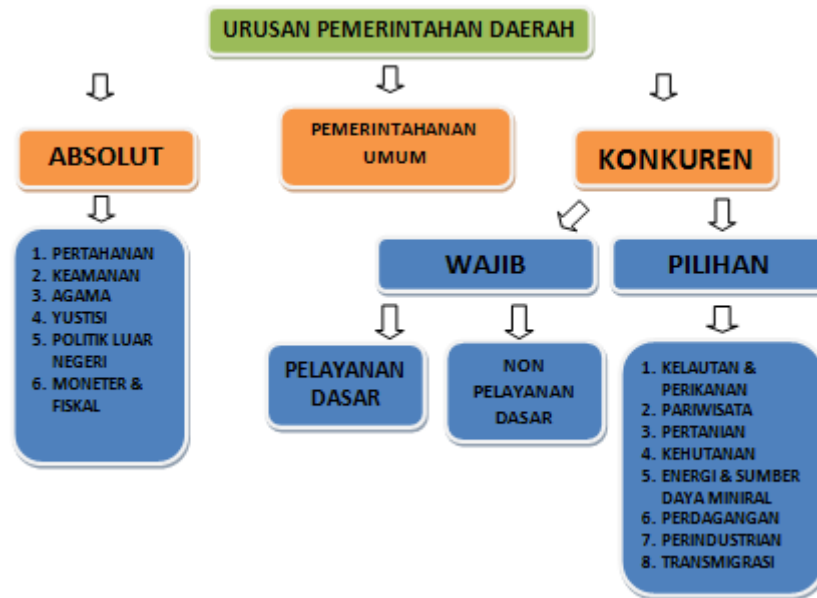 URUSAN PEMERINTAHAN DAERAH
ABSOLUT
PEMERINTAHANAN
UMUM
KONKUREN
1. PERTAHANAN
2. KEAMANAN
3. AGAMA
4. YUSTISI
5. POLITIK LUAR
NEGERI
6. MONETER &
FISKAL
WAJIB
PILIHAN
PELAYANAN
DASAR
NON
PELAYANAN
DASAR
1. KELAUTAN &
PERIKANAN
2. PARIWISATA
3. PERTANIAN
4. KEHUTANAN
5. ENERGI & SUMBER
DAYA MINIRAL
6. PERDAGANGAN
7. PERINDUSTRIAN
8. TRANSMIGRASI